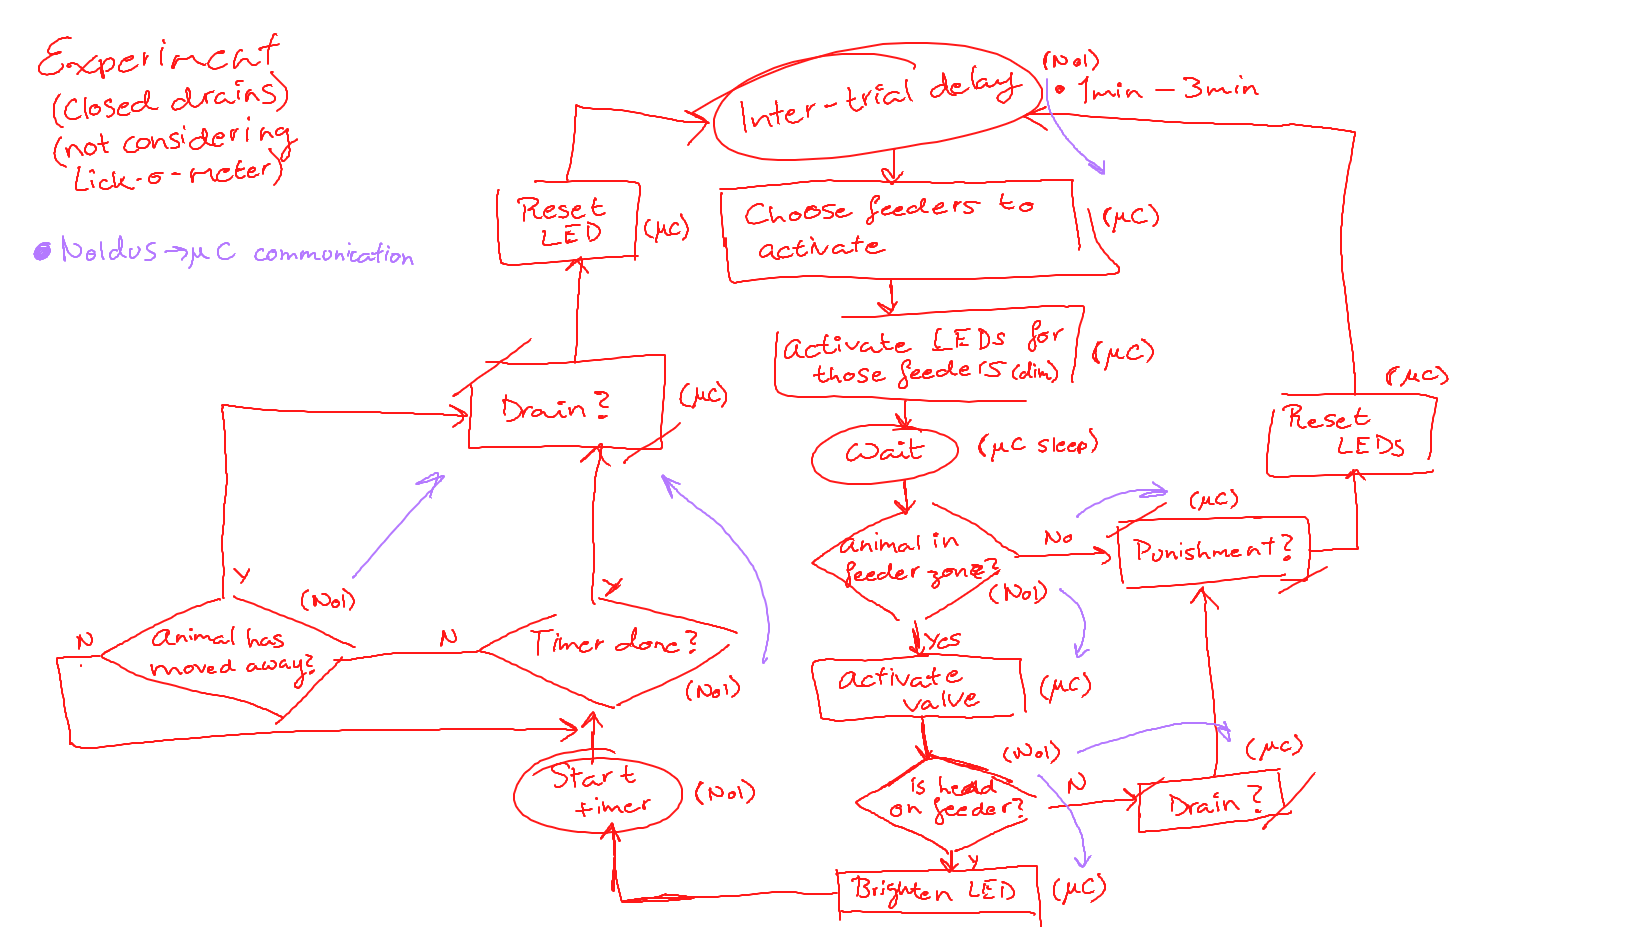 Experiment
(Closed drains)
(not considering
Lick-o-meter)
Noldus → μC communication
Inter-trial delay
(Nol)
• 1min – 3min
Choose feeders to
activate
(μC)
Activate LEDs for
those feeders (dim)
(μC)
Wait
(μC sleep)
Animal in
feeder zone?
(Nol)
No
Punishment?
(μC)
Reset
LEDs
(μC)
Yes
Activate
valve
(μC)
is head
on feeder?
(Nol)
N
Drain?
(μC)
Y
Brighten LED
(μC)
Start
timer
(Nol)
Timer done?
(Nol)
N
Y
Animal has
moved away?
(Nol)
N
Y
Drain?
(μC)
Reset
LED
(μC)